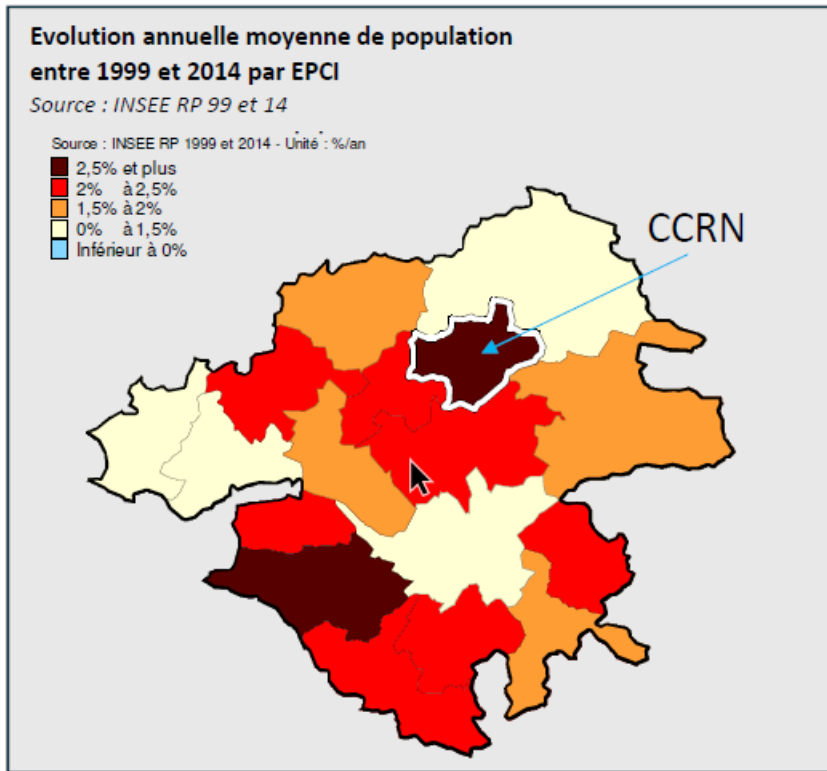 Evolution annuelle moyenne de population
entre 1999 et 2014 par EPCI
Source : INSEE RP 99 et 14
Source : INSEE RP 1999 et 2014 - Unité : %/an
2,5% et plus
2% à 2,5%
1,5% à 2%
0% à 1,5%
Inférieur à 0%
CCRN